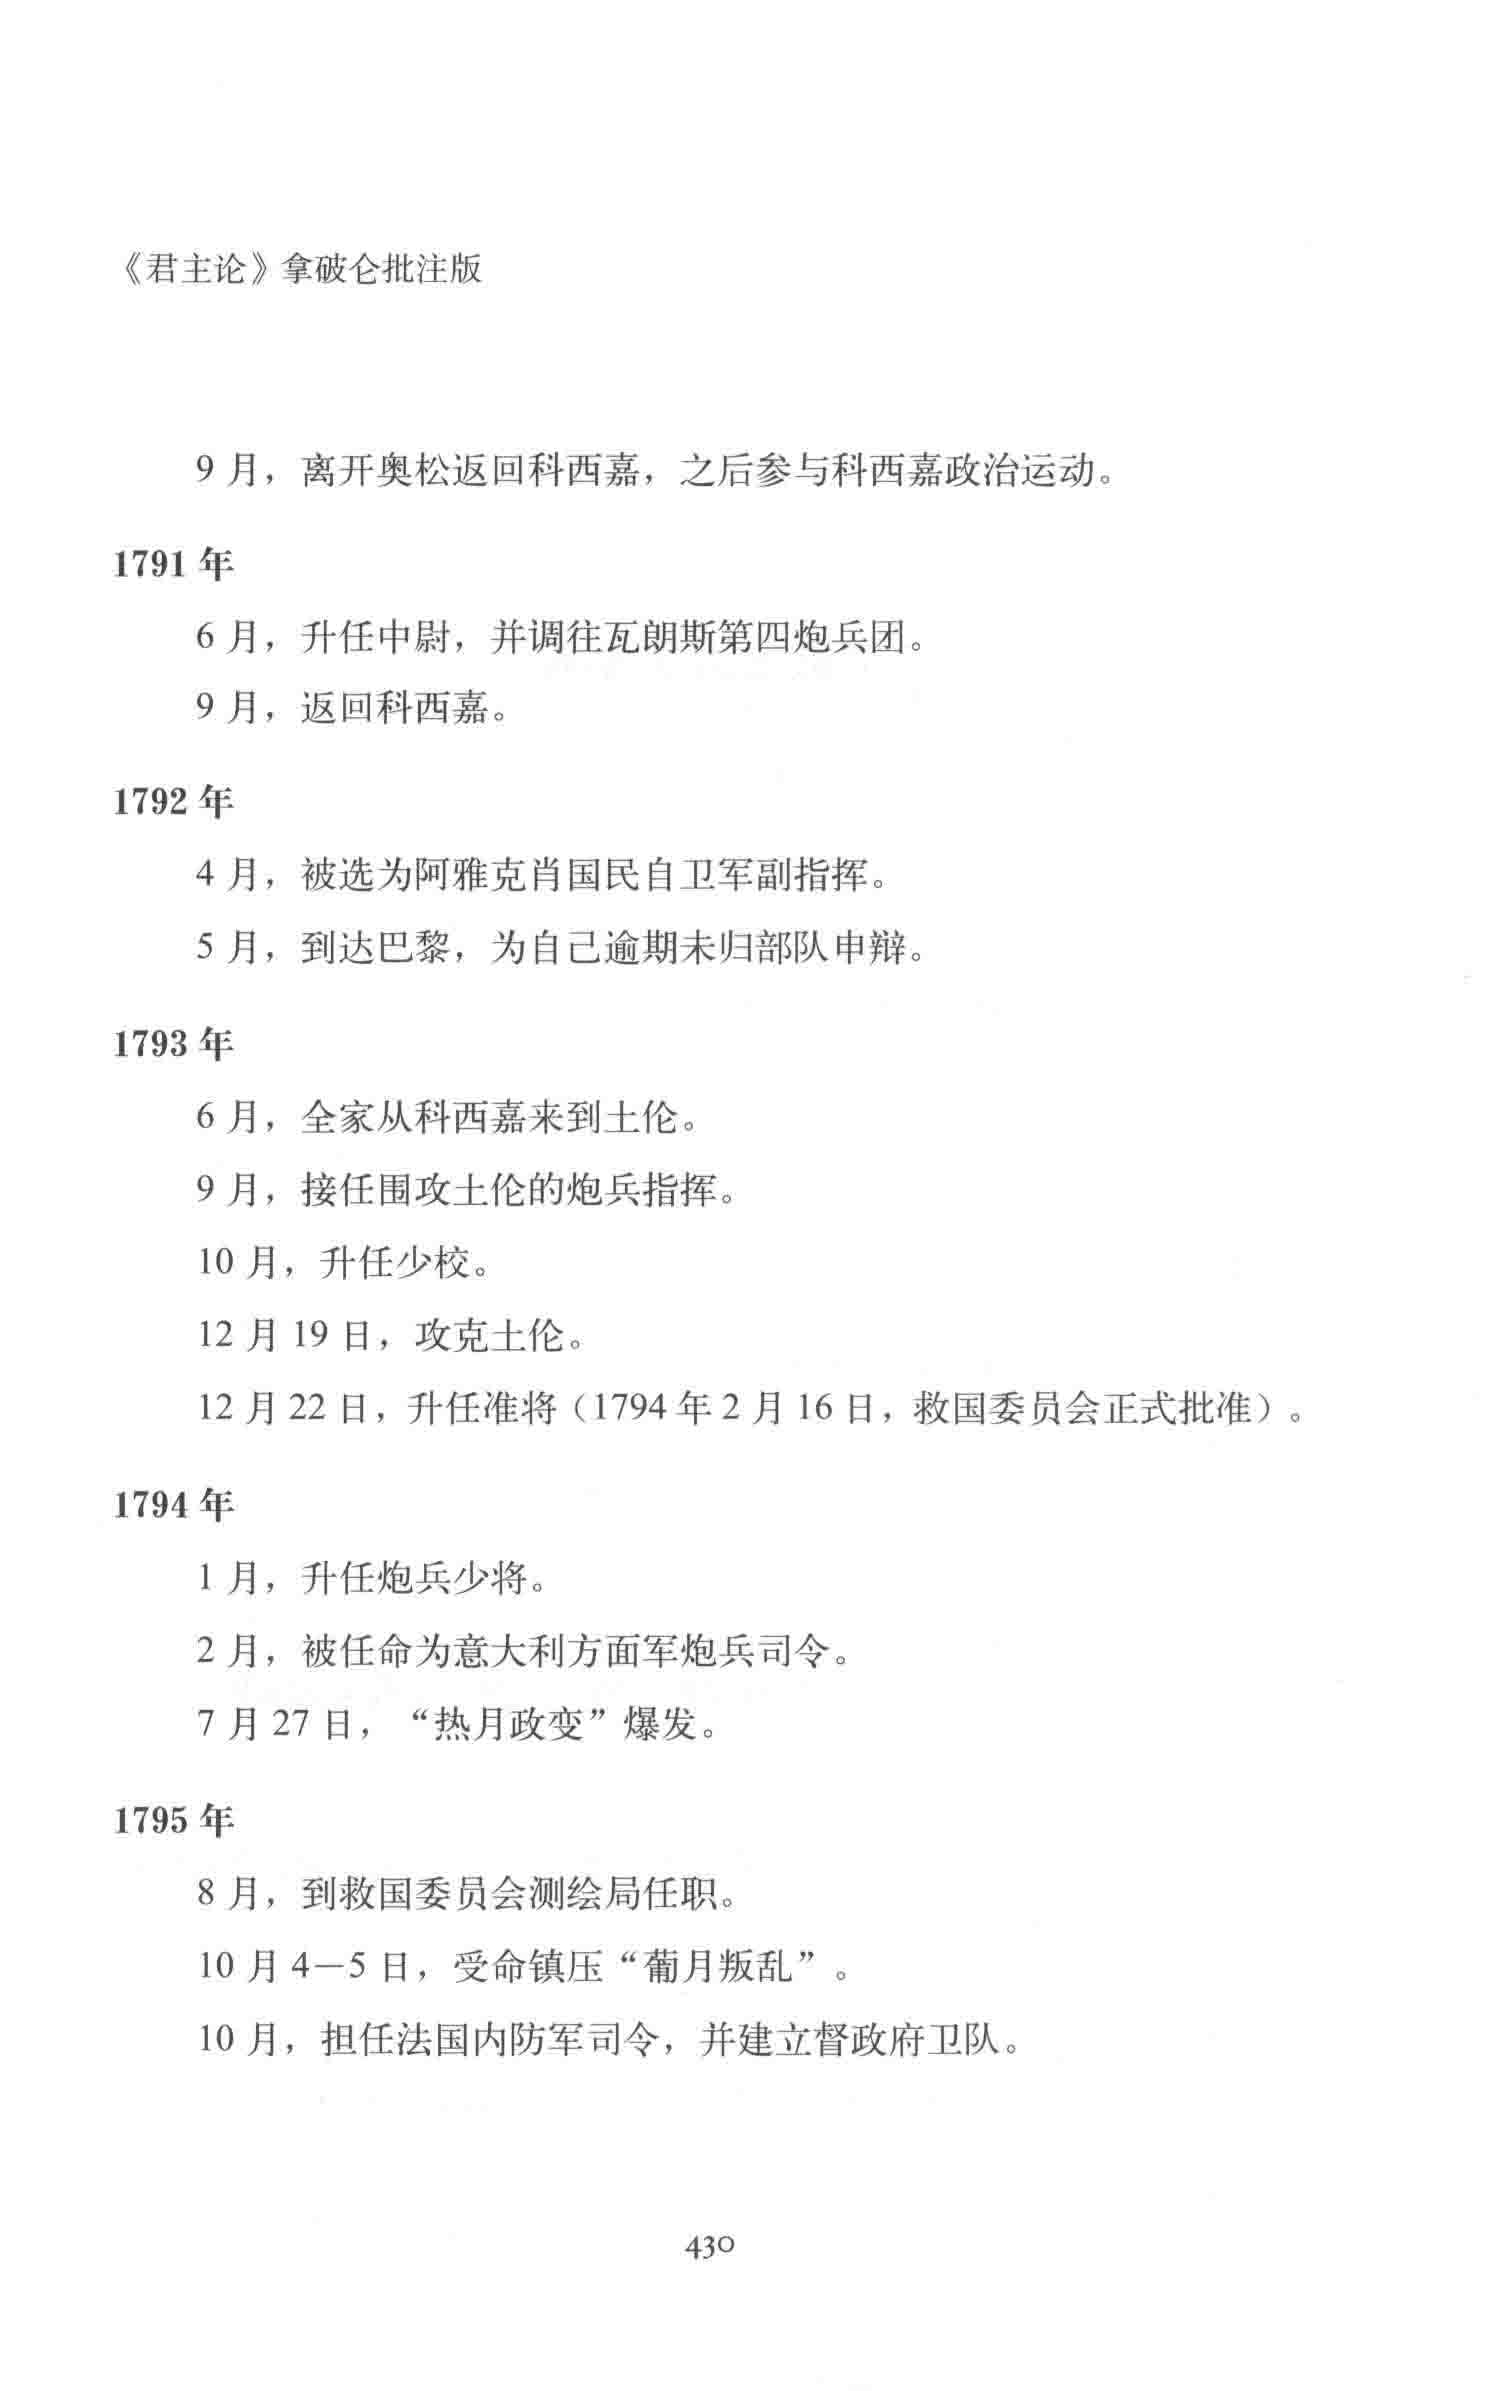 《君主论》拿破仑批注版
9 月，离开奥松返回科西嘉，之后参与科西嘉政治运动。
1791 年
6 月，升任中尉，并调往瓦朗斯第四炮兵团。
9 月，返回科西嘉。
1792 年
4 月，被选为阿雅克肖国民自卫军副指挥。
5 月，到达巴黎，为自己逾期未归部队申辩。
1793 年
6 月，全家从科西嘉来到土伦。
9 月，接任围攻土伦的炮兵指挥。
10 月，升任少校。
12 月 19 日，攻克土伦。
12 月 22 日，升任准将（1794 年 2 月 16 日，救国委员会正式批准）。
1794 年
1 月，升任炮兵少将。
2 月，被任命为意大利方面军炮兵司令。
7 月 27 日，“热月政变”爆发。
1795 年
8 月，到救国委员会测绘局任职。
10 月 4—5 日，受命镇压“葡月叛乱”。
10 月，担任法国内防军司令，并建立督政府卫队。
430